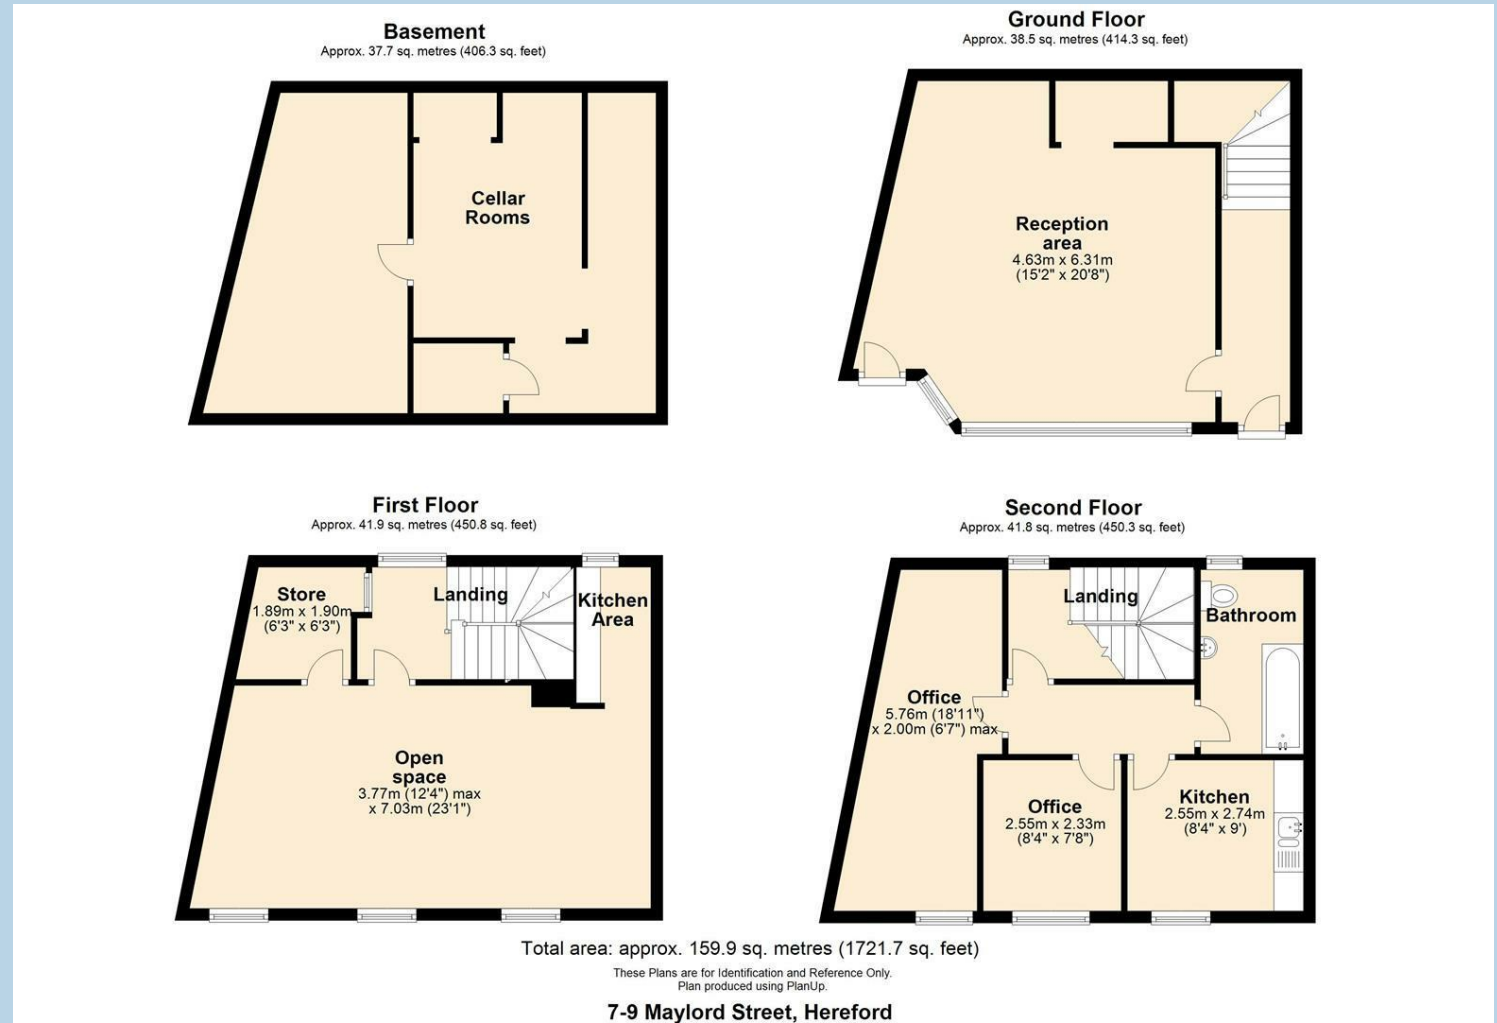 Basement
Approx. 37.7 sq. metres (406.3 sq. feet)
Cellar
Rooms
Ground Floor
Approx. 38.5 sq. metres (414.3 sq. feet)
Reception
area
4.63m x 6.31m
(15'2" x 20'8")
First Floor
Approx. 41.9 sq. metres (450.8 sq. feet)
Store
1.89m x 1.90m
(6'3" x 6'3")
Landing
Kitchen
Area
Open
space
3.77m (12'4") max
x 7.03m (23'1")
Second Floor
Approx. 41.8 sq. metres (450.3 sq. feet)
Landing
Bathroom
Office
5.76m (18'11")
x 2.00m (6'7") max
Office
2.55m x 2.33m
(8'4" x 7'8")
Kitchen
2.55m x 2.74m
(8'4" x 9')
Total area: approx. 159.9 sq. metres (1721.7 sq. feet)
These Plans are for Identification and Reference Only.
Plan produced using PlanUp.
7-9 Maylord Street, Hereford